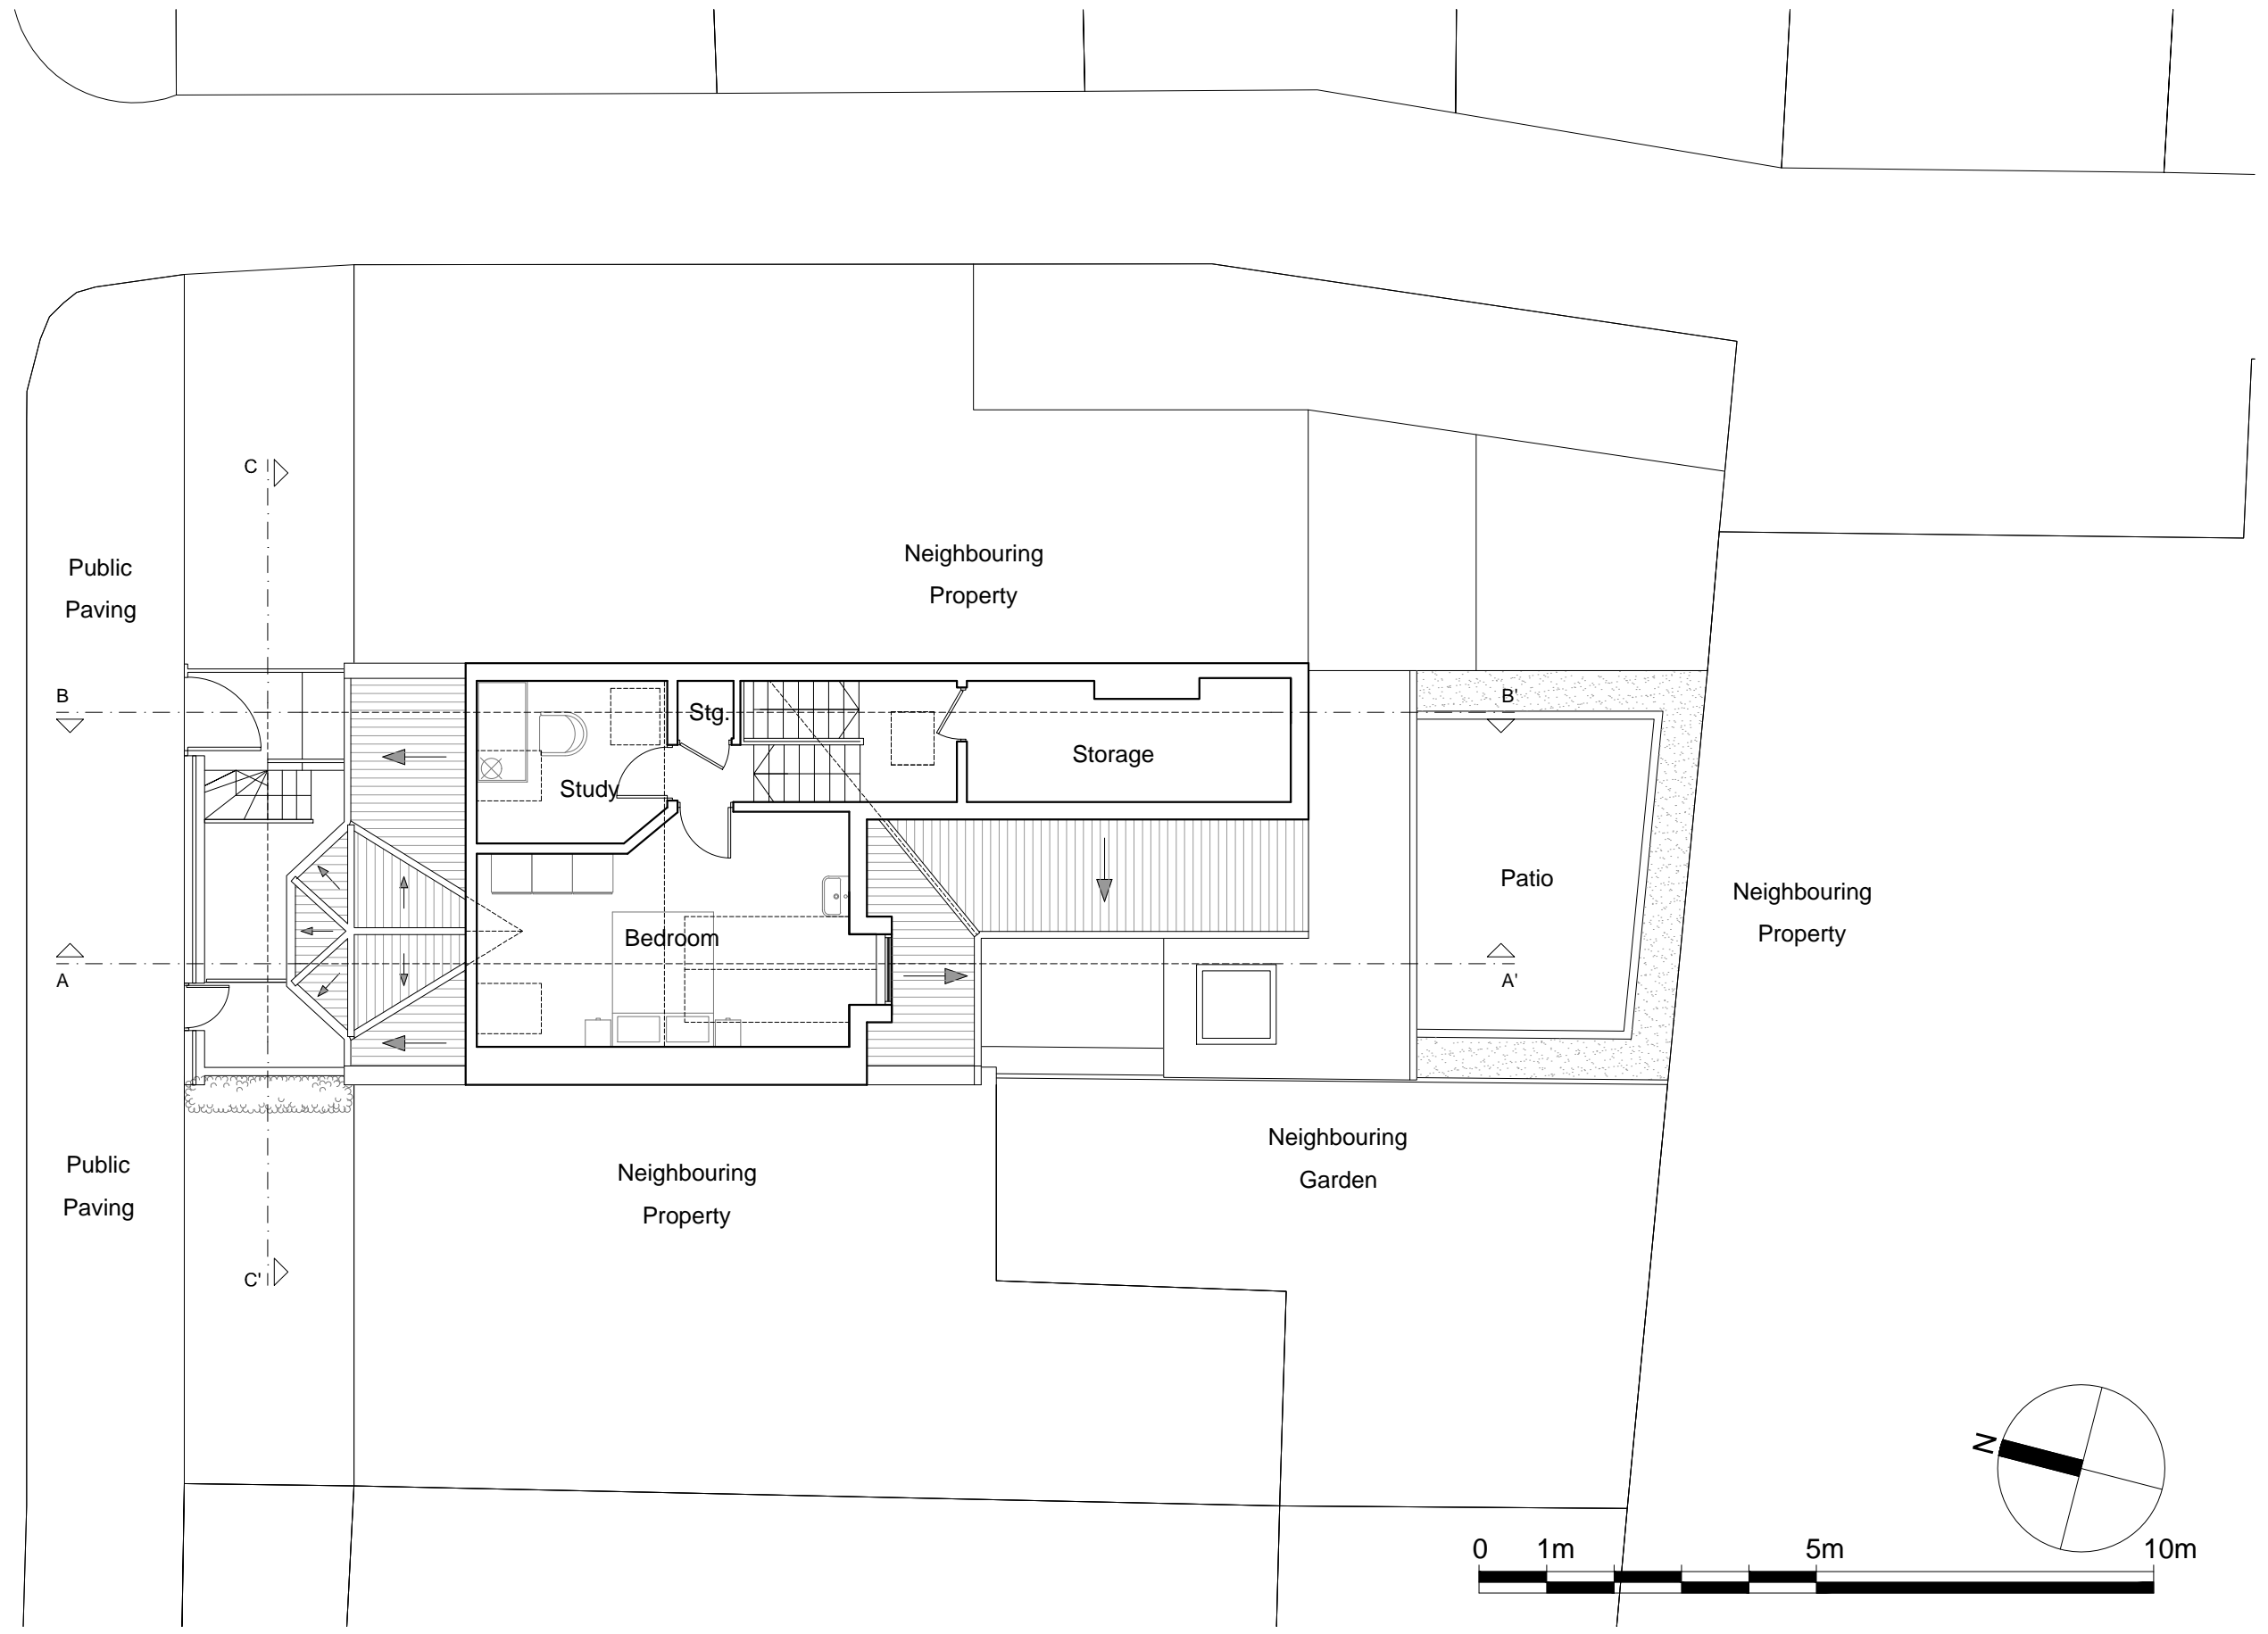 C
Public
Paving
Neighbouring
Property
B
B'
Stg.
Storage
Study
Patio
Neighbouring
Property
Bedroom
A
A'
Public
Paving
Neighbouring
Property
Neighbouring
Garden
C'
N
0 1m 5m 10m